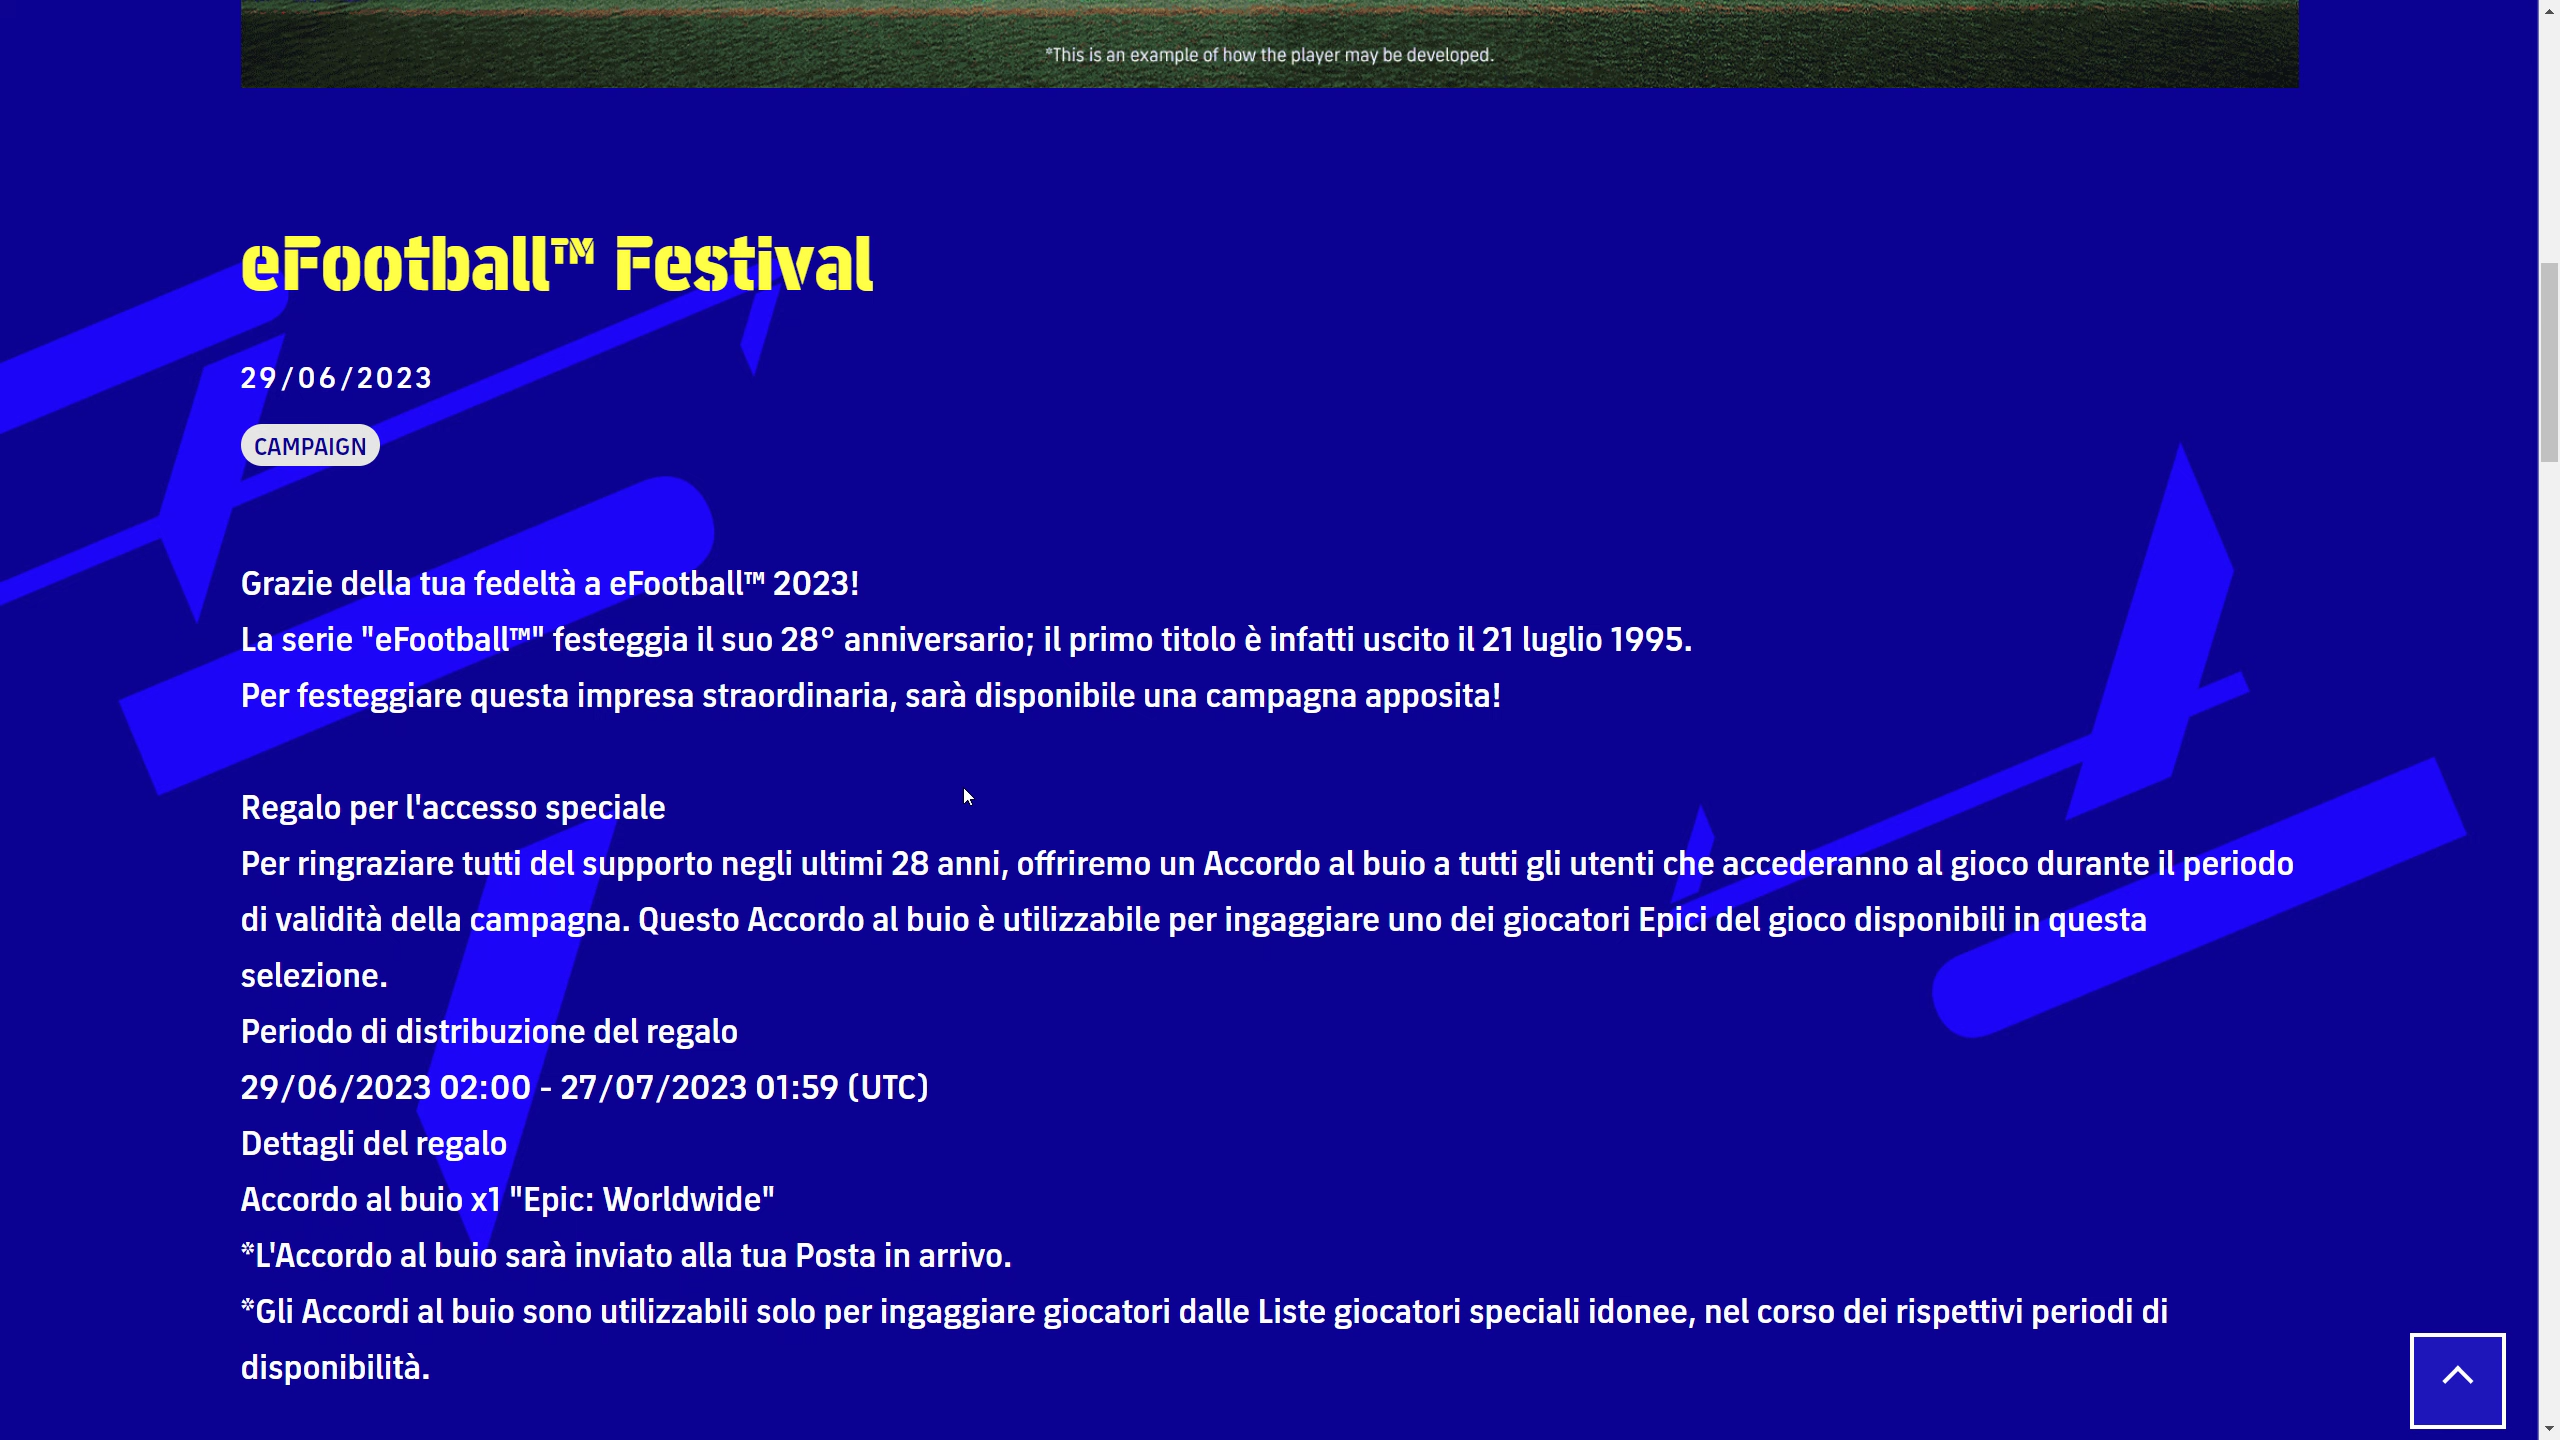 *This is an example of how the player may be developed.
eFootball™ Festival
29/06/2023
CAMPAIGN
Grazie della tua fedeltà a eFootball™ 2023!
La serie "eFootball™" festeggia il suo 28° anniversario; il primo titolo è infatti uscito il 21 luglio 1995.
Per festeggiare questa impresa straordinaria, sarà disponibile una campagna apposita!
Regalo per l'accesso speciale
Per ringraziare tutti del supporto negli ultimi 28 anni, offriremo un Accordo al buio a tutti gli utenti che accederanno al gioco durante il periodo
di validità della campagna. Questo Accordo al buio è utilizzabile per ingaggiare uno dei giocatori Epici del gioco disponibili in questa
selezione.
Periodo di distribuzione del regalo
29/06/2023 02:00 - 27/07/2023 01:59 (UTC)
Dettagli del regalo
Accordo al buio x1 "Epic: Worldwide"
*L'Accordo al buio sarà inviato alla tua Posta in arrivo.
*Gli Accordi al buio sono utilizzabili solo per ingaggiare giocatori dalle Liste giocatori speciali idonee, nel corso dei rispettivi periodi di
disponibilità.